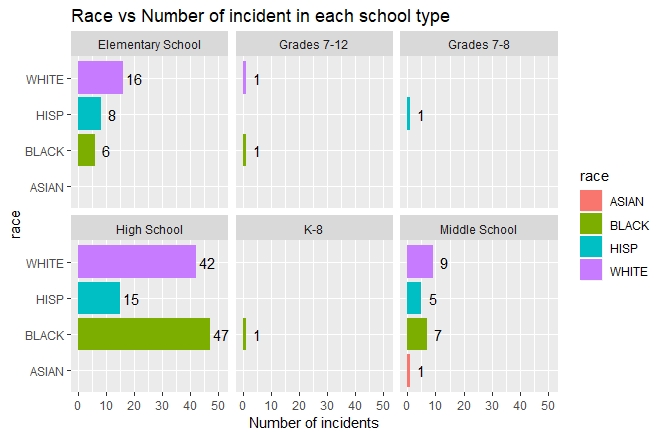 Race vs Number of incident in each school type
Elementary School
Grades 7-12
Grades 7-8
WHITE
16
1
HISP
8
1
BLACK
6
1
ASIAN
High School
K-8
Middle School
WHITE
42
9
HISP
15
5
BLACK
47
1
7
ASIAN
1
0 10 20 30 40 50
0 10 20 30 40 50
0 10 20 30 40 50
Number of incidents
race
race
ASIAN
BLACK
HISP
WHITE